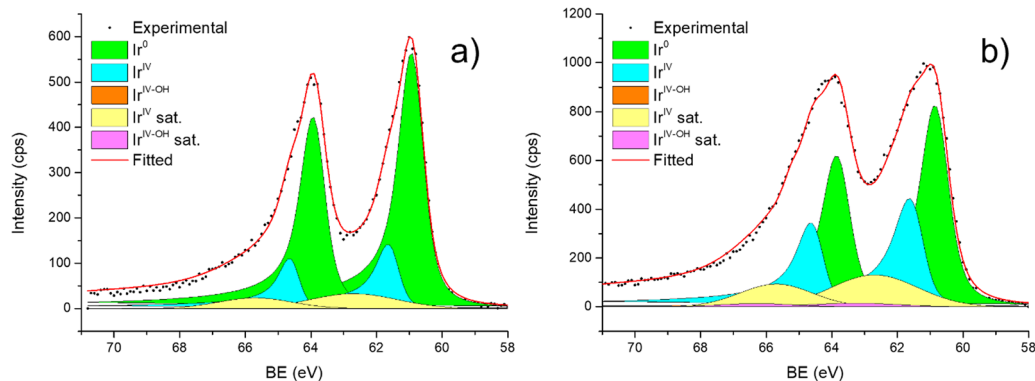 a)
Experimental
Ir⁰
Irᴵⱽ
Irᴵⱽ⁻ᴼᴴ
Irᴵⱽ sat.
Irᴵⱽ⁻ᴼᴴ sat.
Fitted
600
500
400
300
200
100
0
Intensity (cps)
70 68 66 64 62 60 58
BE (eV)
b)
Experimental
Ir⁰
Irᴵⱽ
Irᴵⱽ⁻ᴼᴴ
Irᴵⱽ sat.
Irᴵⱽ⁻ᴼᴴ sat.
Fitted
1200
1000
800
600
400
200
0
Intensity (cps)
70 68 66 64 62 60 58
BE (eV)